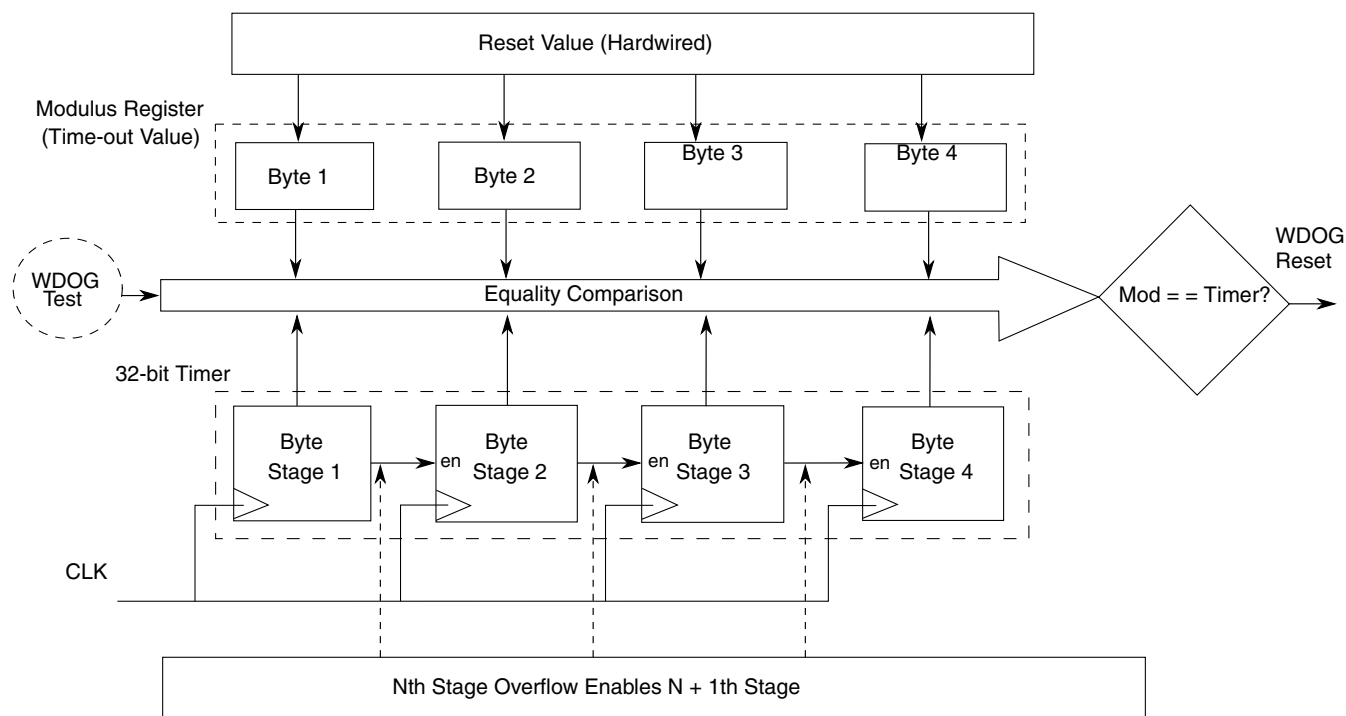 Reset Value (Hardwired)
Modulus Register
(Time-out Value)
Byte 1
Byte 2
Byte 3
Byte 4
WDOG
Test
Equality Comparison
Mod = = Timer?
WDOG
Reset
32-bit Timer
Byte
Stage 1
en
Byte
Stage 2
en
Byte
Stage 3
en
Byte
Stage 4
CLK
Nth Stage Overflow Enables N + 1th Stage